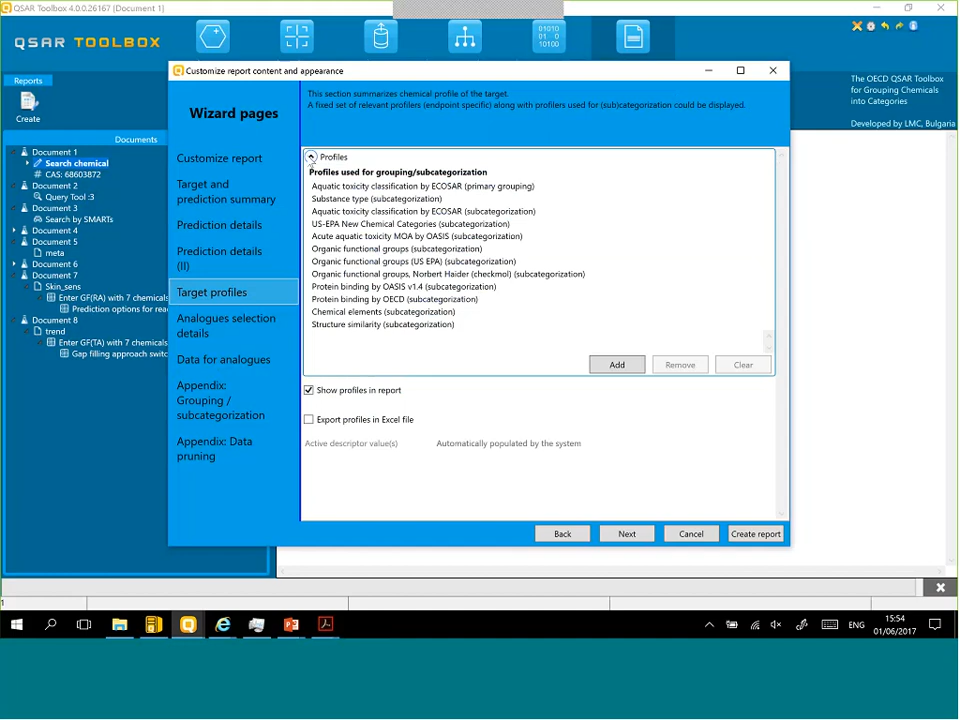 QSAR Toolbox 4.0.0.26167 [Document 1]
QSAR TOOLBOX
01010
01 0
10100
Reports
Create
The OECD QSAR Toolbox
for Grouping Chemicals
into Categories
Developed by LMC, Bulgaria
Documents
Document 1
Search chemical
CAS: 68603872
Document 2
Query Tool :3
Document 3
Search by SMARTs
Document 4
Document 5
meta
Document 6
Document 7
Skin_sens
Enter GF(RA) with 7 chemicals
Prediction options for rea
Document 8
trend
Enter GF(TA) with 7 chemicals
Gap filling approach switc
Customize report content and appearance
Wizard pages
Customize report
Target and
prediction summary
Prediction details
Prediction details
(II)
Target profiles
Analogues selection
details
Data for analogues
Appendix:
Grouping /
subcategorization
Appendix: Data
pruning
This section summarizes chemical profile of the target.
A fixed set of relevant profilers (endpoint specific) along with profilers used for (sub)categorization could be displayed.
Profiles
Profiles used for grouping/subcategorization
Aquatic toxicity classification by ECOSAR (primary grouping)
Substance type (subcategorization)
Aquatic toxicity classification by ECOSAR (subcategorization)
US-EPA New Chemical Categories (subcategorization)
Acute aquatic toxicity MOA by OASIS (subcategorization)
Organic functional groups (subcategorization)
Organic functional groups (US EPA) (subcategorization)
Organic functional groups, Norbert Haider (checkmol) (subcategorization)
Protein binding by OASIS v1.4 (subcategorization)
Protein binding by OECD (subcategorization)
Chemical elements (subcategorization)
Structure similarity (subcategorization)
Add Remove Clear
Show profiles in report
Export profiles in Excel file
Active descriptor value(s) Automatically populated by the system
Back Next Cancel Create report
1
ENG
15:54
01/06/2017